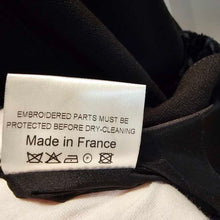 EMBROIDERED PARTS MUST BE
PROTECTED BEFORE DRY-CLEANING
Made in France